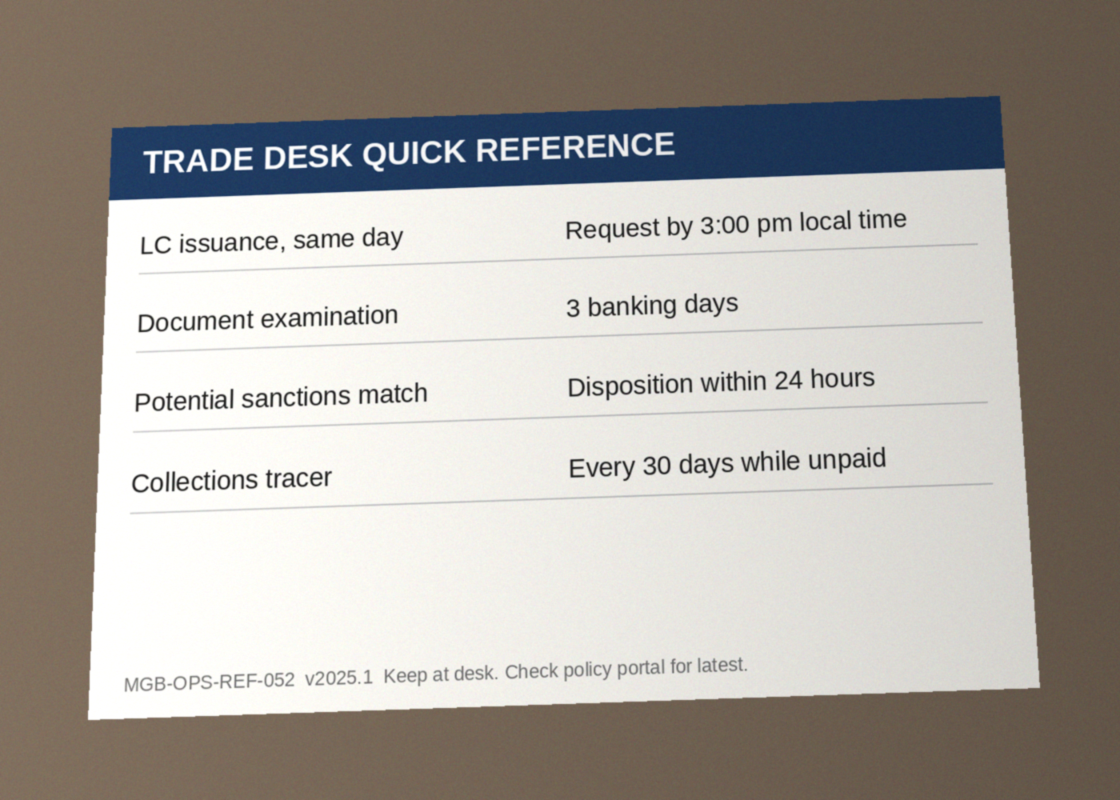 TRADE DESK QUICK REFERENCE
LC issuance, same day Request by 3:00 pm local time
Document examination 3 banking days
Potential sanctions match Disposition within 24 hours
Collections tracer Every 30 days while unpaid
MGB-OPS-REF-052 v2025.1 Keep at desk. Check policy portal for latest.